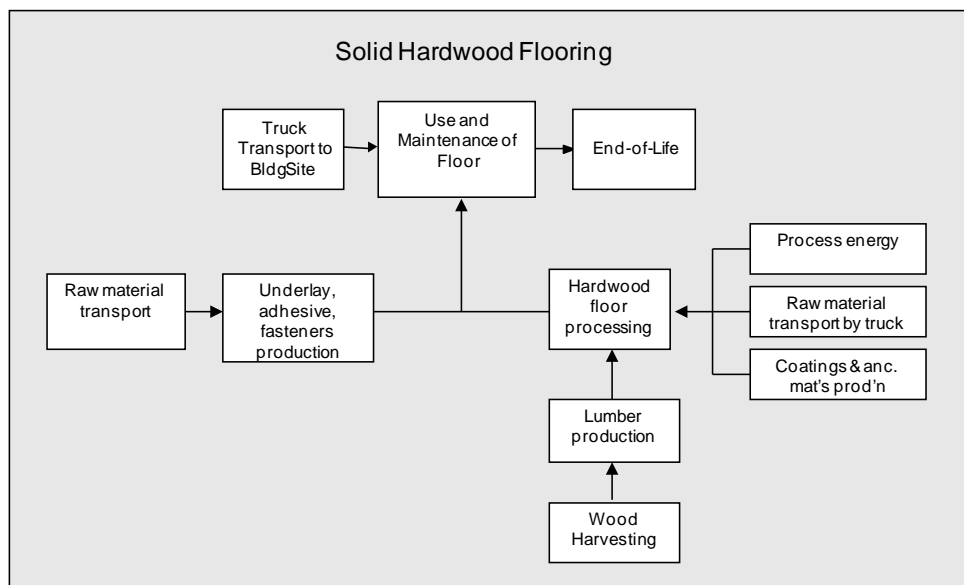 Solid Hardwood Flooring
Truck
Transport to
BldgSite
Use and
Maintenance of
Floor
End-of-Life
Raw material
transport
Underlay,
adhesive,
fasteners
production
Hardwood
floor
processing
Process energy
Raw material
transport by truck
Coatings & anc.
mat's prod'n
Lumber
production
Wood
Harvesting